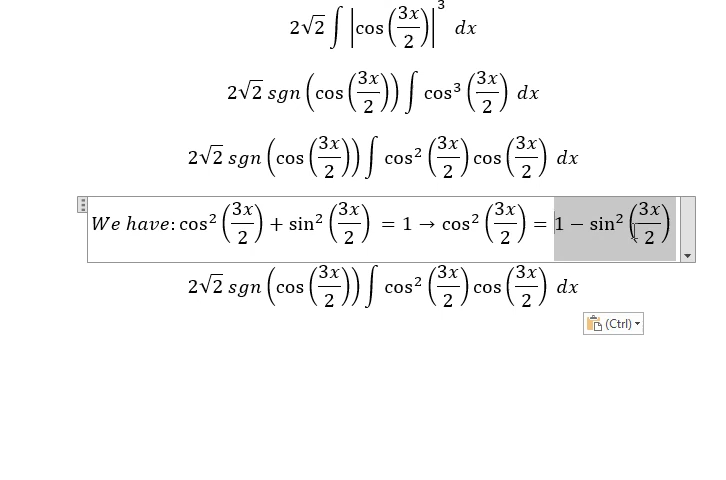 2√2 ∫ |cos(3x/2)|³ dx
2√2 sgn (cos(3x/2)) ∫ cos³(3x/2) dx
2√2 sgn (cos(3x/2)) ∫ cos²(3x/2) cos(3x/2) dx
We have: cos²(3x/2) + sin²(3x/2) = 1 → cos²(3x/2) = 1 − sin²(3x/2)
2√2 sgn (cos(3x/2)) ∫ cos²(3x/2) cos(3x/2) dx
(Ctrl)